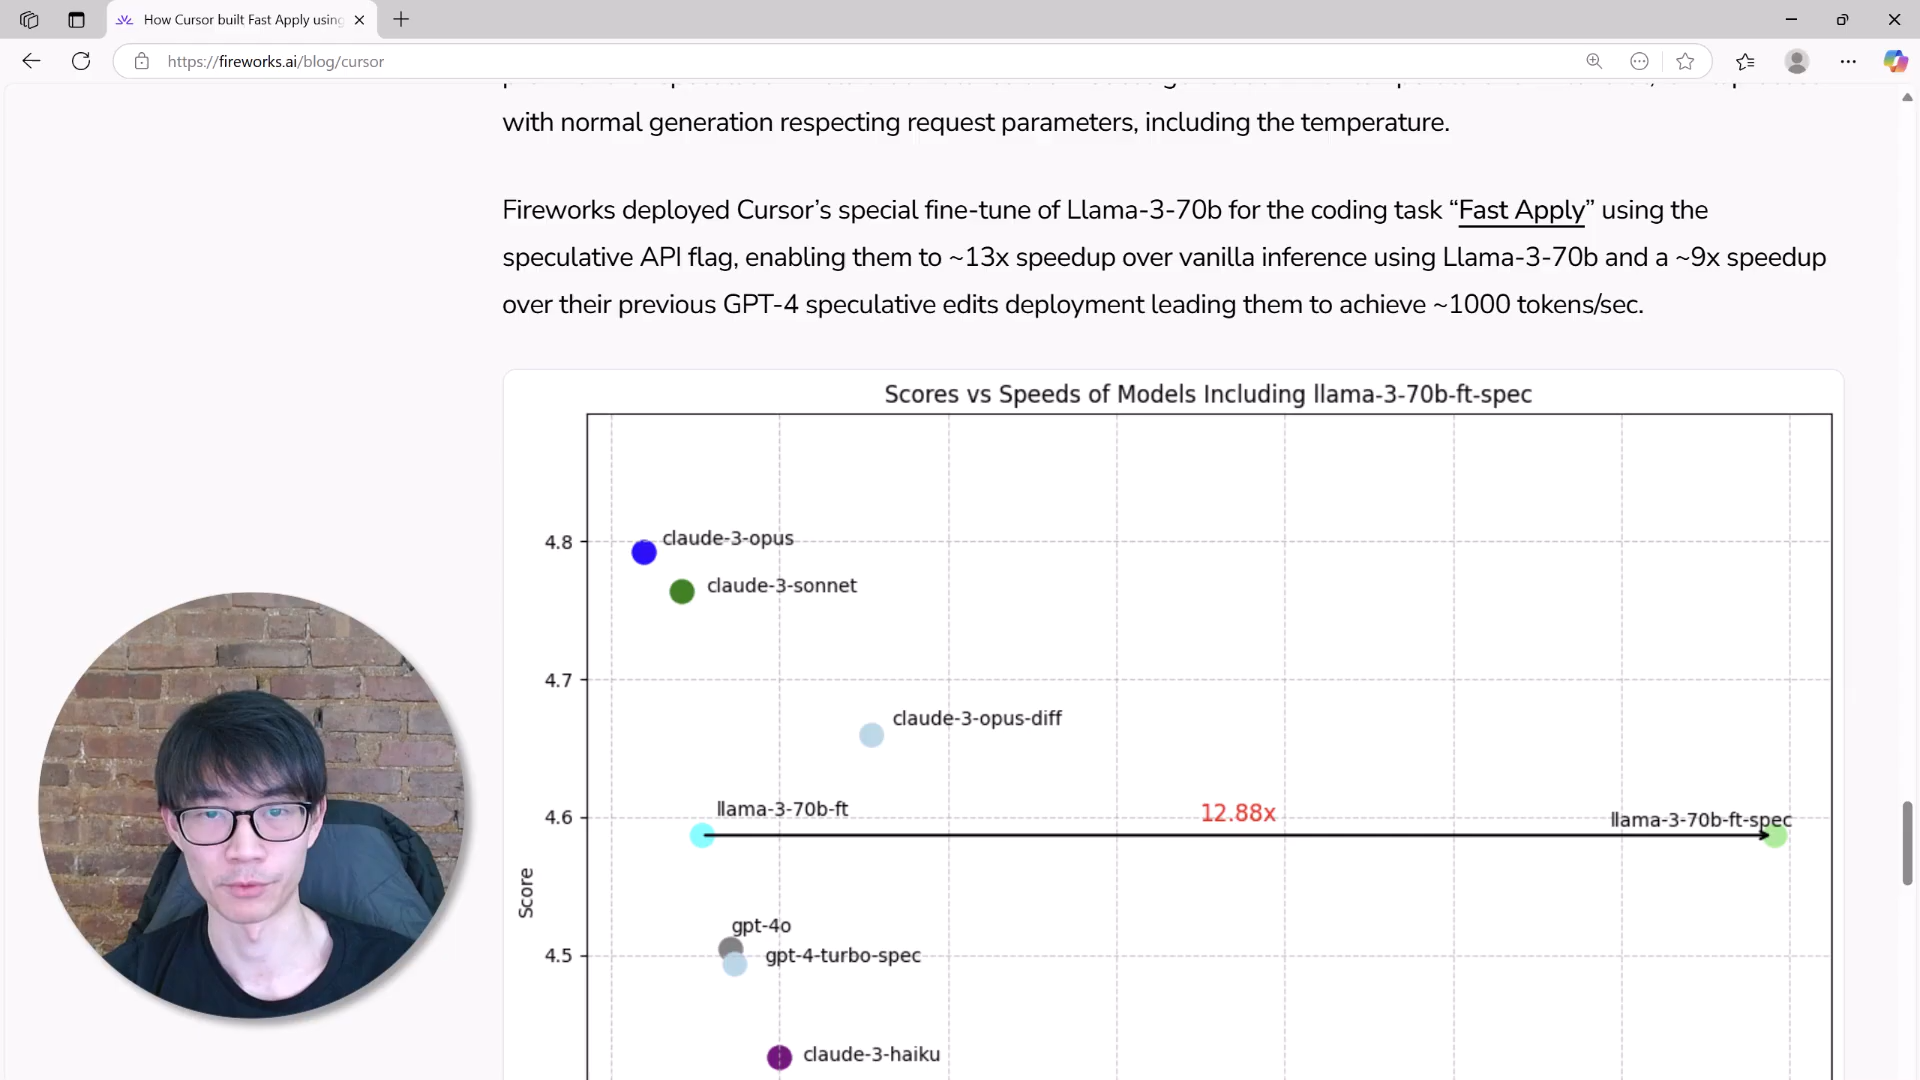 How Cursor built Fast Apply using
https://fireworks.ai/blog/cursor
with normal generation respecting request parameters, including the temperature.
Fireworks deployed Cursor’s special fine-tune of Llama-3-70b for the coding task “Fast Apply” using the
speculative API flag, enabling them to ~13x speedup over vanilla inference using Llama-3-70b and a ~9x speedup
over their previous GPT-4 speculative edits deployment leading them to achieve ~1000 tokens/sec.
Scores vs Speeds of Models Including llama-3-70b-ft-spec
4.8
claude-3-opus
claude-3-sonnet
4.7
claude-3-opus-diff
4.6
llama-3-70b-ft
12.88x
llama-3-70b-ft-spec
Score
gpt-4o
4.5
gpt-4-turbo-spec
claude-3-haiku